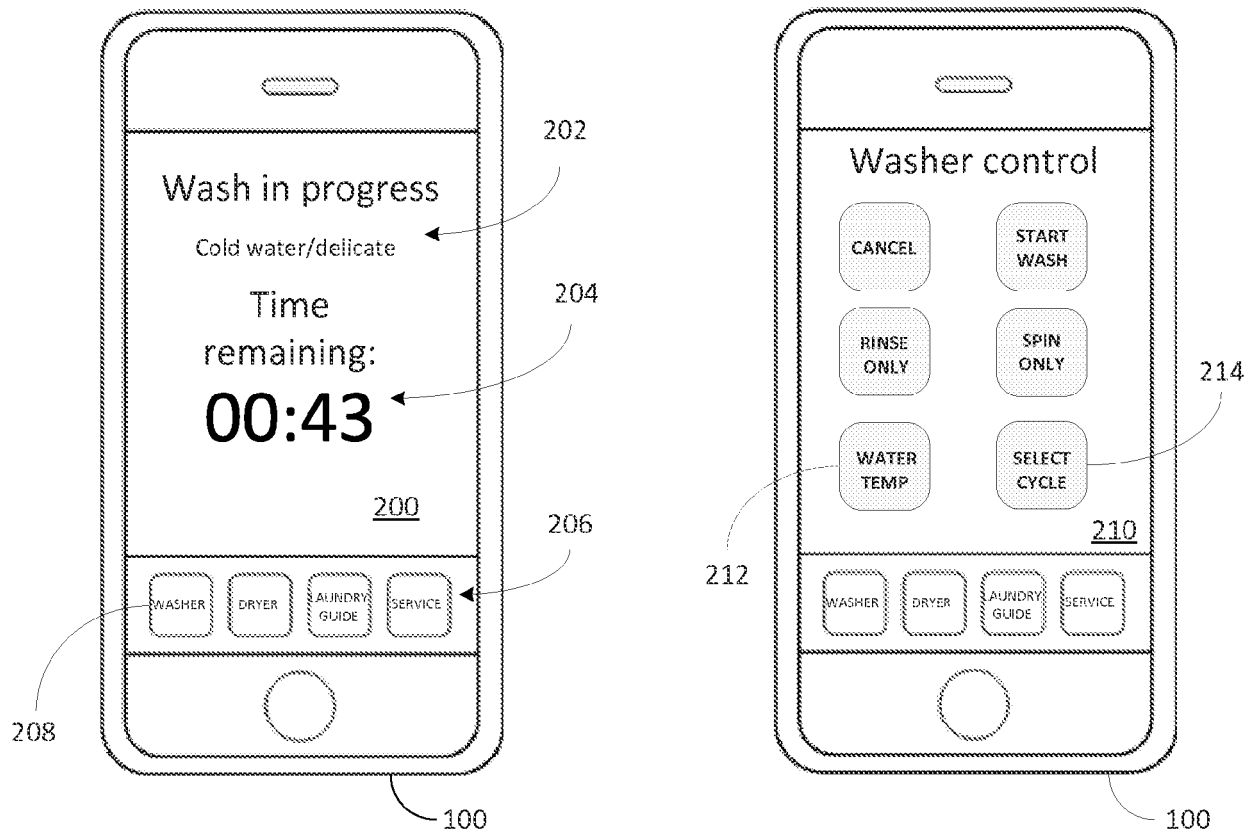 Wash in progress
Cold water/delicate
Time
remaining:
00:43
200
WASHER
DRYER
LAUNDRY
GUIDE
SERVICE
202
204
206
208
100
Washer control
CANCEL
START
WASH
RINSE
ONLY
SPIN
ONLY
WATER
TEMP
SELECT
CYCLE
210
WASHER
DRYER
LAUNDRY
GUIDE
SERVICE
214
212
100